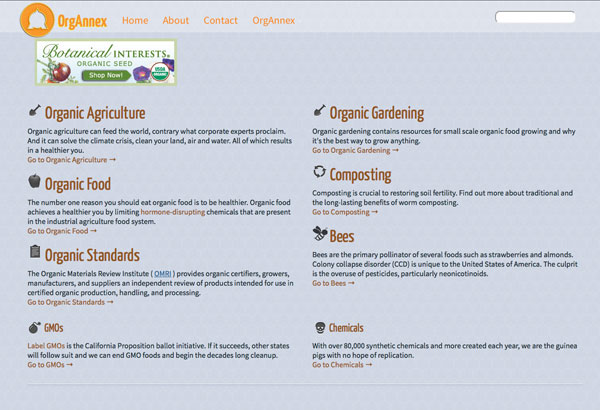 OrgAnnex Home About Contact OrgAnnex
Botanical INTERESTS®
ORGANIC SEED
Shop Now!
USDA
ORGANIC
Organic Agriculture
Organic agriculture can feed the world, contrary what corporate experts proclaim.
And it can solve the climate crisis, clean your land, air and water. All of which results
in a healthier you.
Go to Organic Agriculture →
Organic Gardening
Organic gardening contains resources for small scale organic food growing and why
it's the best way to grow anything.
Go to Organic Gardening →
Organic Food
The number one reason you should eat organic food is to be healthier. Organic food
achieves a healthier you by limiting hormone-disrupting chemicals that are present
in the industrial agriculture food system.
Go to Organic Food →
Composting
Composting is crucial to restoring soil fertility. Find out more about traditional and
the long-lasting benefits of worm composting.
Go to Composting →
Organic Standards
The Organic Materials Review Institute ( OMRI ) provides organic certifiers, growers,
manufacturers, and suppliers an independent review of products intended for use in
certified organic production, handling, and processing.
Go to Organic Standards →
Bees
Bees are the primary pollinator of several foods such as strawberries and almonds.
Colony collapse disorder (CCD) is unique to the United States of America. The culprit
is the overuse of pesticides, particularly neonicotinoids.
Go to Bees →
GMOs
Label GMOs is the California Proposition ballot initiative. If it succeeds, other states
will follow suit and we can end GMO foods and begin the decades long cleanup.
Go to GMOs →
Chemicals
With over 80,000 synthetic chemicals and more created each year, we are the guinea
pigs with no hope of replication.
Go to Chemicals →